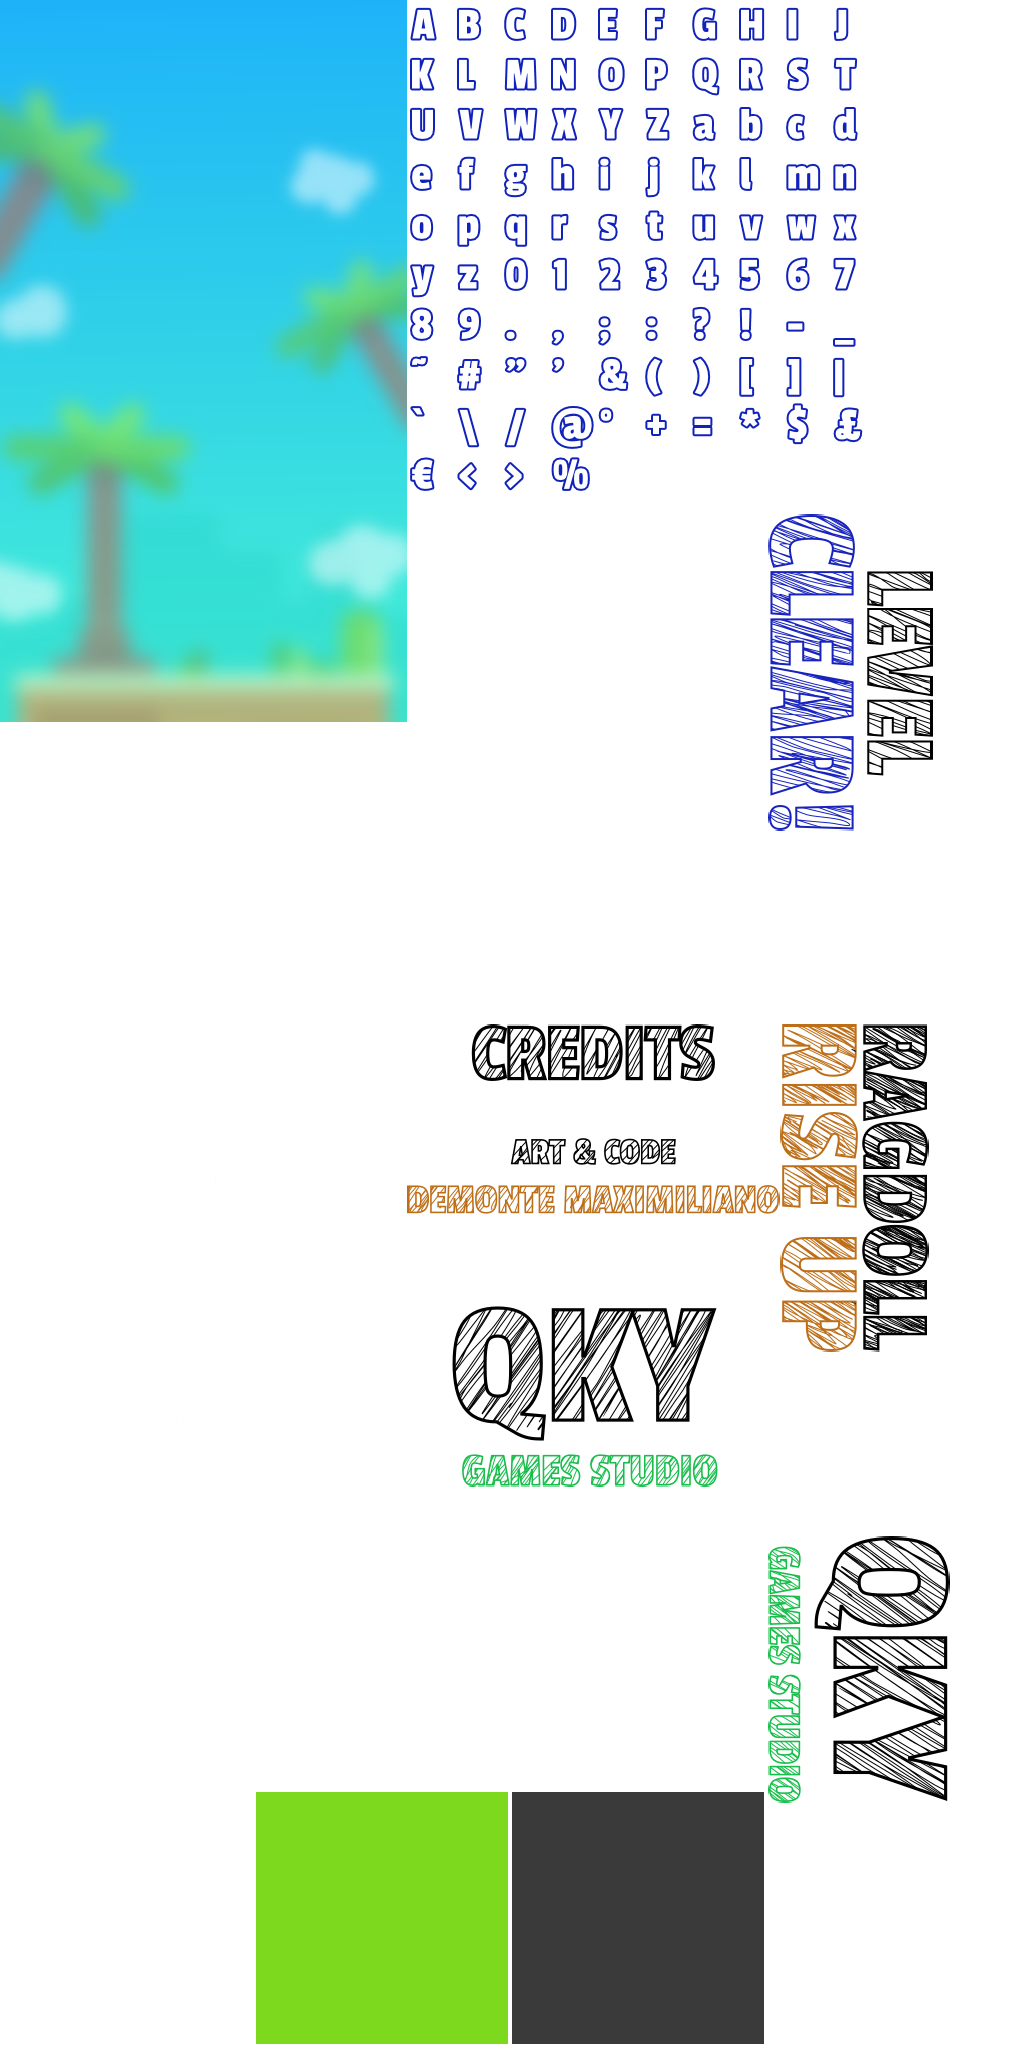 A B C D E F G H I J
K L M N O P Q R S T
U V W X Y Z a b c d
e f g h i j k l m n
o p q r s t u v w x
y z 0 1 2 3 4 5 6 7
8 9 . , ; : ? ! - _
~ # " ' & ( ) [ ] |
` \ / @ ° + = * $ £
€ < > %
LEVEL
CLEAR!
CREDITS
ART & CODE
DEMONTE MAXIMILIANO
RAGDOLL
RISE UP
QKY
GAMES STUDIO
QKY
GAMES STUDIO